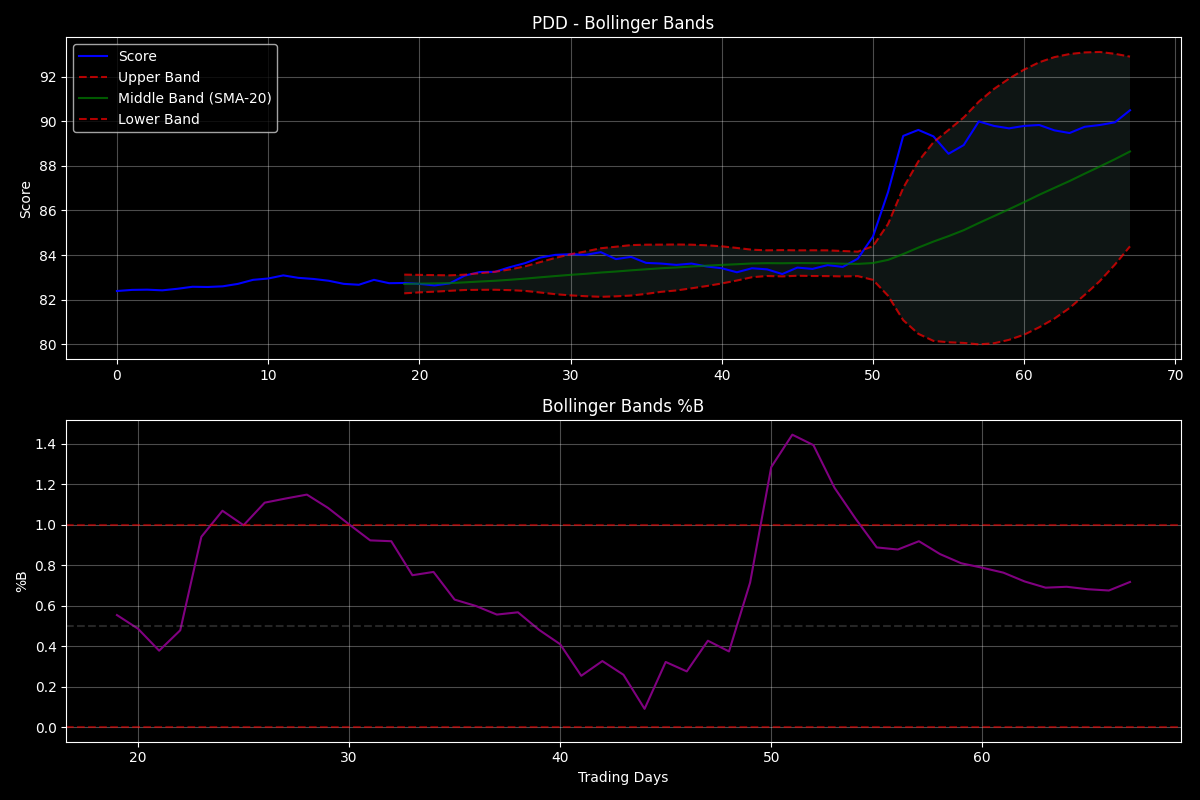 PDD - Bollinger Bands
Score
Upper Band
Middle Band (SMA-20)
Lower Band
Score
92
90
88
86
84
82
80
0 10 20 30 40 50 60 70
Bollinger Bands %B
%B
1.4
1.2
1.0
0.8
0.6
0.4
0.2
0.0
20 30 40 50 60
Trading Days